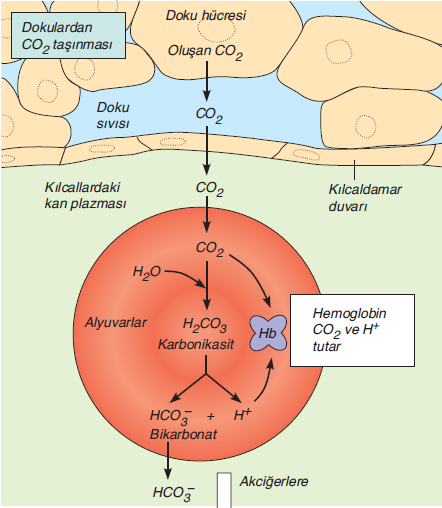 Dokulardan
CO2 taşınması
Doku hücresi
Oluşan CO2
Doku
sıvısı
CO2
Kılcallardaki
kan plazması
CO2
Kılcaldamar
duvarı
CO2
H2O
Alyuvarlar
H2CO3
Karbonikasit
Hb
Hemoglobin
CO2 ve H+
tutar
HCO3− + H+
Bikarbonat
HCO3−
Akciğerlere